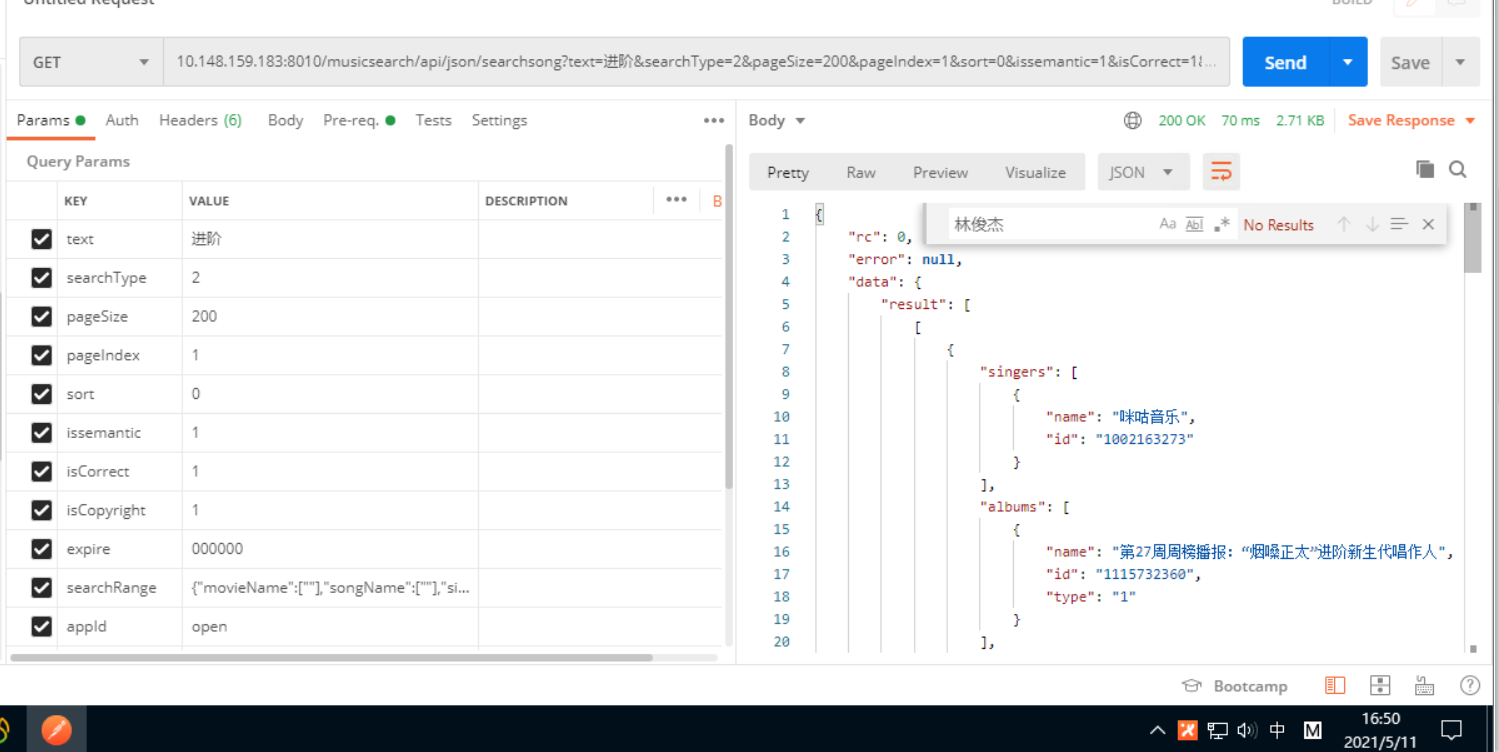 Untitled Request
BUILD
GET
10.148.159.183:8010/musicsearch/api/json/searchsong?text=进阶&searchType=2&pageSize=200&pageIndex=1&sort=0&issemantic=1&isCorrect=1&...
Send
Save
Params
Auth
Headers (6)
Body
Pre-req.
Tests
Settings
Body
200 OK
70 ms
2.71 KB
Save Response
Query Params
Pretty
Raw
Preview
Visualize
JSON
KEY
VALUE
DESCRIPTION
B
text
进阶
searchType
2
pageSize
200
pageIndex
1
sort
0
issemantic
1
isCorrect
1
isCopyright
1
expire
000000
searchRange
{"movieName":[""],"songName":[""],"si...
appId
open
林俊杰
Aa
Abl
.*
No Results
1 {
2 "rc": 0,
3 "error": null,
4 "data": {
5 "result": [
6 [
7 {
8 "singers": [
9 {
10 "name": "咪咕音乐",
11 "id": "1002163273"
12 }
13 ],
14 "albums": [
15 {
16 "name": "第27周周榜播报：“烟嗓正太”进阶新生代唱作人",
17 "id": "1115732360",
18 "type": "1"
19 }
20 ],
Bootcamp
中
M
16:50
2021/5/11